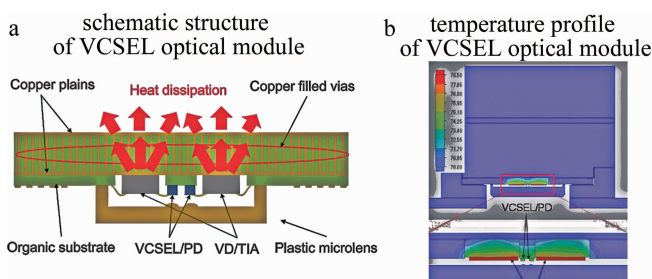 a
schematic structure
of VCSEL optical module
Copper plains
Heat dissipation
Copper filled vias
Organic substrate
VCSEL/PD
VD/TIA
Plastic microlens
b
temperature profile
of VCSEL optical module
VCSEL/PD